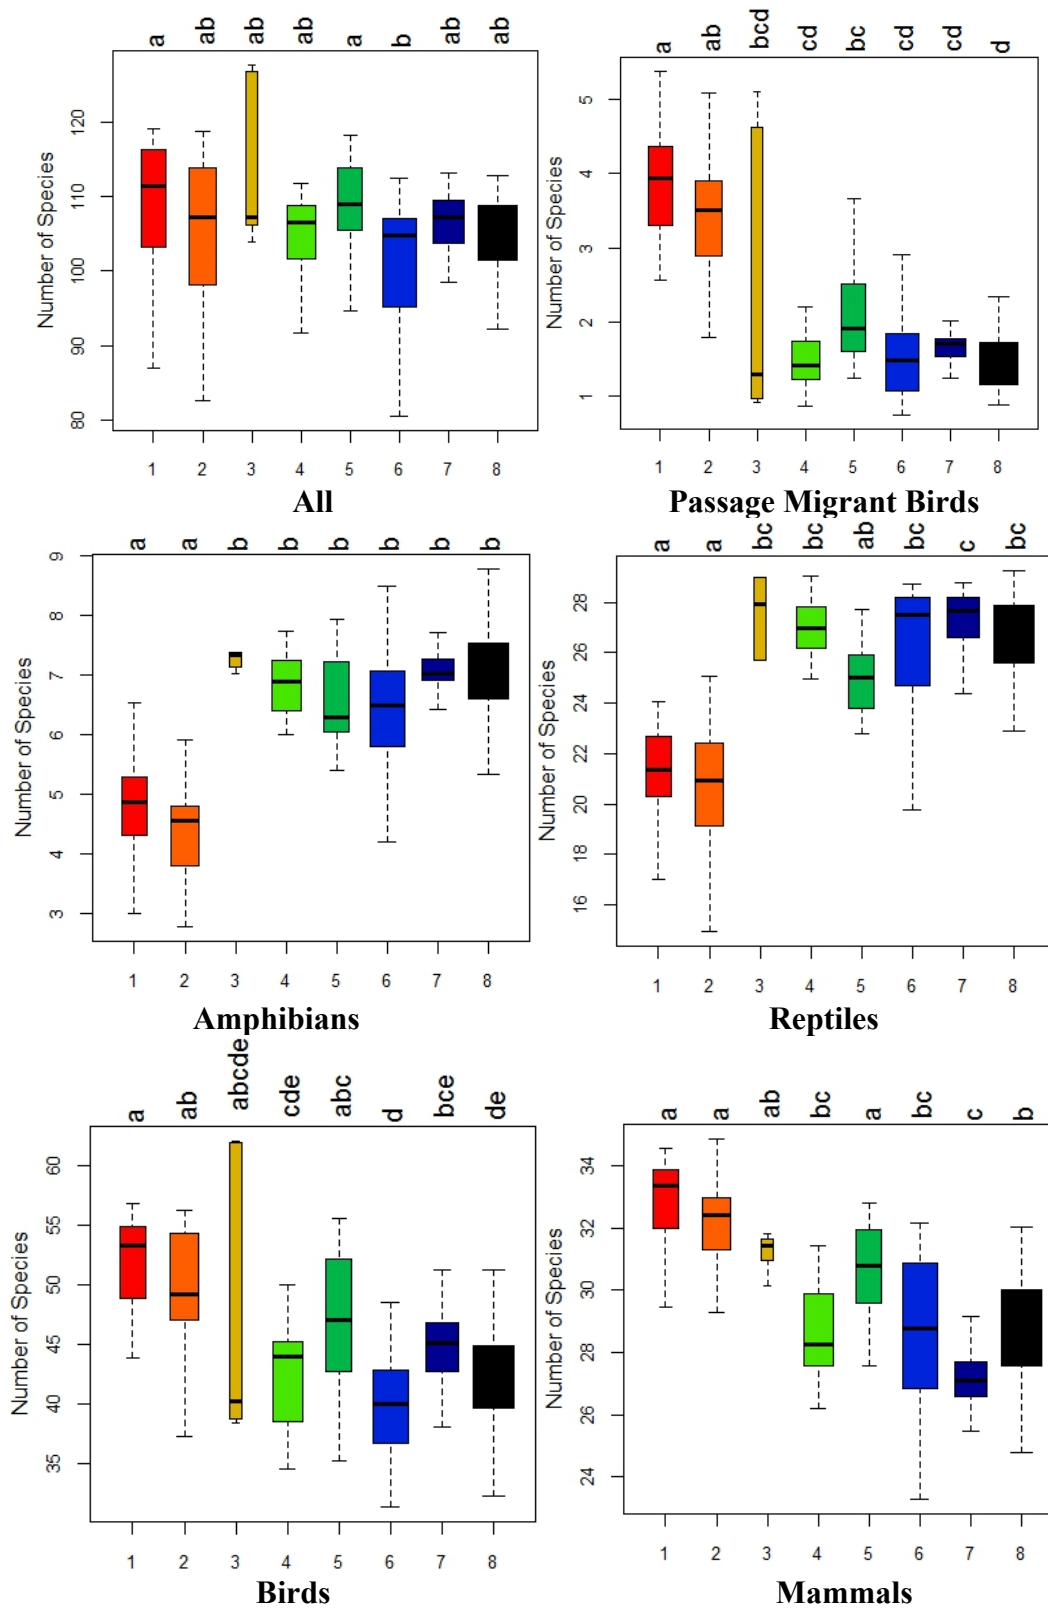 a ab ab ab a b ab ab
Number of Species
120
110
100
90
80
1 2 3 4 5 6 7 8
All
a ab bcd cd bc cd cd d
Number of Species
5
4
3
2
1
1 2 3 4 5 6 7 8
Passage Migrant Birds
a a b b b b b b
Number of Species
9
8
7
6
5
4
3
1 2 3 4 5 6 7 8
Amphibians
a a bc bc ab bc c bc
Number of Species
28
26
24
22
20
18
16
1 2 3 4 5 6 7 8
Reptiles
a ab abcde cde abc d bce de
Number of Species
60
55
50
45
40
35
1 2 3 4 5 6 7 8
Birds
a a ab bc a bc c b
Number of Species
34
32
30
28
26
24
1 2 3 4 5 6 7 8
Mammals